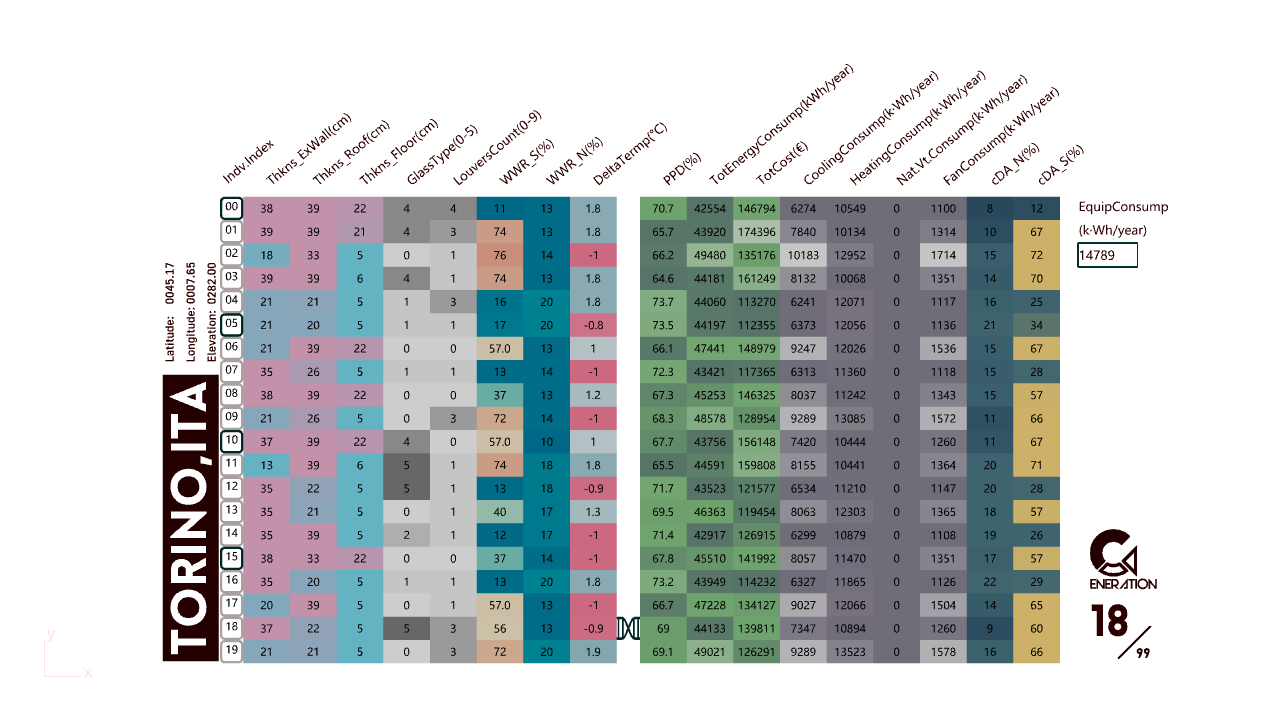 Indv.Index Thkns_ExWall(cm) Thkns_Roof(cm) Thkns_Floor(cm) GlassType(0-5) LouversCount(0-9) WWR_S(%) WWR_N(%) DeltaTermp(°C) PPD(%) TotEnergyConsump(kWh/year) TotCost(€) CoolingConsump(k·Wh/year) HeatingConsump(k·Wh/year) Nat.Vt.Consump(k·Wh/year) FanConsump(k·Wh/year) cDA_N(%) cDA_S(%)
00 38 39 22 4 4 11 13 1.8 70.7 42554 146794 6274 10549 0 1100 8 12
01 39 39 21 4 3 74 13 1.8 65.7 43920 174396 7840 10134 0 1314 10 67
02 18 33 5 0 1 76 14 -1 66.2 49480 135176 10183 12952 0 1714 15 72
03 39 39 6 4 1 74 13 1.8 64.6 44181 161249 8132 10068 0 1351 14 70
04 21 21 5 1 3 16 20 1.8 73.7 44060 113270 6241 12071 0 1117 16 25
05 21 20 5 1 1 17 20 -0.8 73.5 44197 112355 6373 12056 0 1136 21 34
06 21 39 22 0 0 57.0 13 1 66.1 47441 148979 9247 12026 0 1536 15 67
07 35 26 5 1 1 13 14 -1 72.3 43421 117365 6313 11360 0 1118 15 28
08 38 39 22 0 0 37 13 1.2 67.3 45253 146325 8037 11242 0 1343 15 57
09 21 26 5 0 3 72 14 -1 68.3 48578 128954 9289 13085 0 1572 11 66
10 37 39 22 4 0 57.0 10 1 67.7 43756 156148 7420 10444 0 1260 11 67
11 13 39 6 5 1 74 18 1.8 65.5 44591 159808 8155 10441 0 1364 20 71
12 35 22 5 5 1 13 18 -0.9 71.7 43523 121577 6534 11210 0 1147 20 28
13 35 21 5 0 1 40 17 1.3 69.5 46363 119454 8063 12303 0 1365 18 57
14 35 39 5 2 1 12 17 -1 71.4 42917 126915 6299 10879 0 1108 19 26
15 38 33 22 0 0 37 14 -1 67.8 45510 141992 8057 11470 0 1351 17 57
16 35 20 5 1 1 13 20 1.8 73.2 43949 114232 6327 11865 0 1126 22 29
17 20 39 5 0 1 57.0 13 -1 66.7 47228 134127 9027 12066 0 1504 14 65
18 37 22 5 5 3 56 13 -0.9 69 44133 139811 7347 10894 0 1260 9 60
19 21 21 5 0 3 72 20 1.9 69.1 49021 126291 9289 13523 0 1578 16 66
EquipConsump
(k·Wh/year)
14789
Latitude: 0045.17
Longitude: 0007.65
Elevation: 0282.00
TORINO,ITA
ENERATION
18/99
y
x